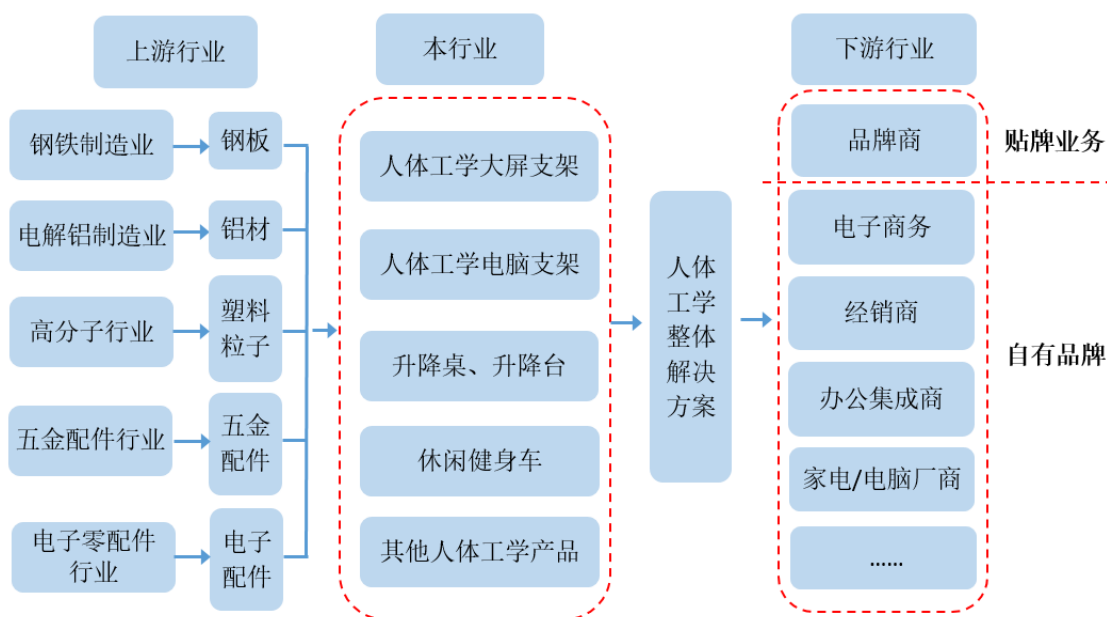 上游行业
本行业
下游行业
钢铁制造业
钢板
电解铝制造业
铝材
高分子行业
塑料
粒子
五金配件行业
五金
配件
电子零配件
行业
电子
配件
人体工学大屏支架
人体工学电脑支架
升降桌、升降台
休闲健身车
其他人体工学产品
人体
工学
整体
解决
方案
品牌商
贴牌业务
电子商务
经销商
办公集成商
家电/电脑厂商
……
自有品牌